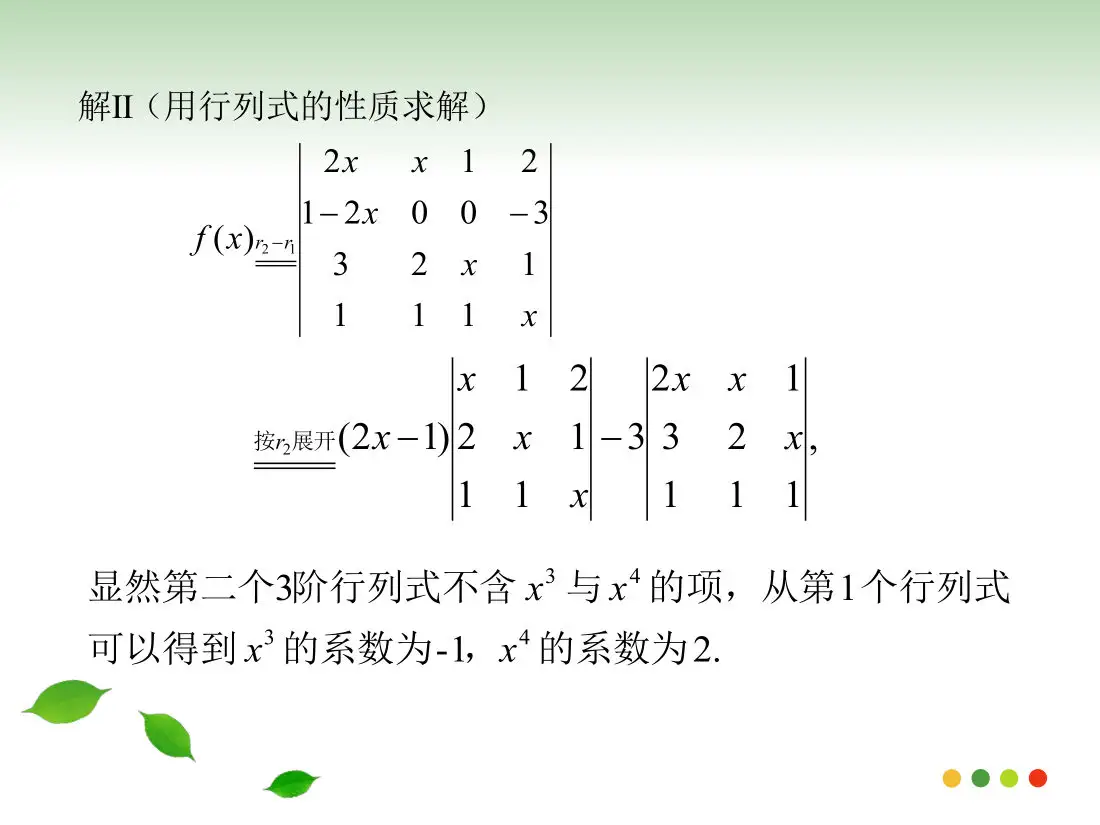 解II（用行列式的性质求解）
2x x 1 2
1−2x 0 0 −3
f(x) r₂−r₁
3 2 x 1
1 1 1 x
x 1 2 2x x 1
按r₂展开 (2x−1) 2 x 1 −3 3 2 x ,
1 1 x 1 1 1
显然第二个3阶行列式不含 x³ 与 x⁴ 的项，从第1个行列式
可以得到 x³ 的系数为-1，x⁴ 的系数为 2.